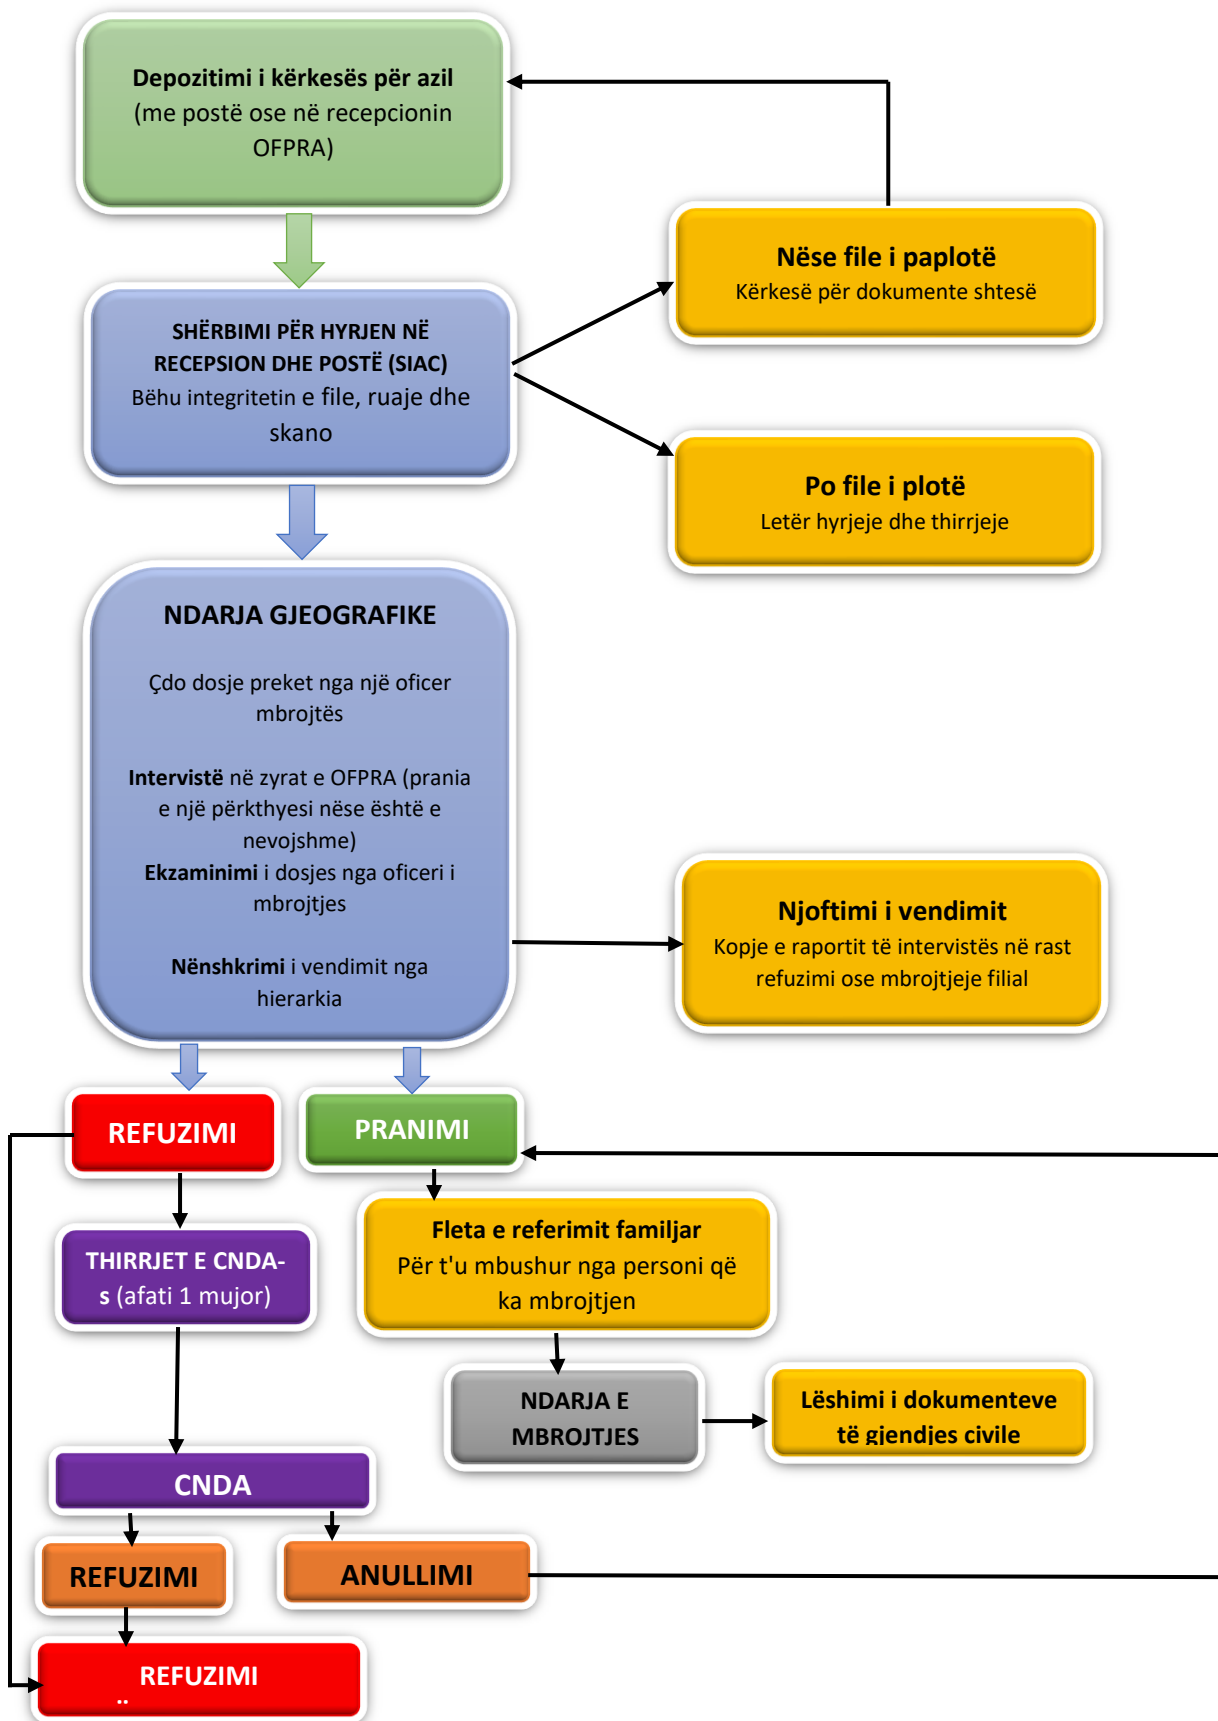 Depozitimi i kërkesës për azil
(me postë ose në recepcionin
OFPRA)
Nëse file i paplotë
Kërkesë për dokumente shtesë
SHËRBIMI PËR HYRJEN NË
RECEPSION DHE POSTË (SIAC)
Bëhu integritetin e file, ruaje dhe
skano
Po file i plotë
Letër hyrjeje dhe thirrjeje
NDARJA GJEOGRAFIKE
Çdo dosje preket nga një oficer
mbrojtës
Intervistë në zyrat e OFPRA (prania
e një përkthyesi nëse është e
nevojshme)
Ekzaminimi i dosjes nga oficeri i
mbrojtjes
Nënshkrimi i vendimit nga
hierarkia
Njoftimi i vendimit
Kopje e raportit të intervistës në rast
refuzimi ose mbrojtjeje filial
REFUZIMI
PRANIMI
THIRRJET E CNDA-
s (afati 1 mujor)
Fleta e referimit familjar
Për t'u mbushur nga personi që
ka mbrojtjen
NDARJA E
MBROJTJES
Lëshimi i dokumenteve
të gjendjes civile
CNDA
REFUZIMI
ANULLIMI
REFUZIMI